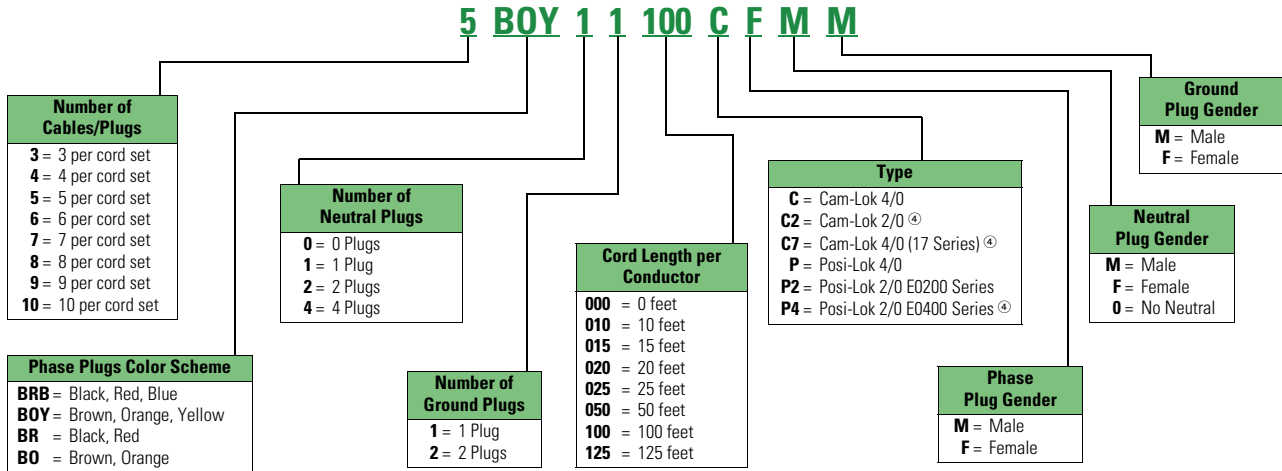 5 BOY 1 1 100 C F M M
Number of
Cables/Plugs
3 = 3 per cord set
4 = 4 per cord set
5 = 5 per cord set
6 = 6 per cord set
7 = 7 per cord set
8 = 8 per cord set
9 = 9 per cord set
10 = 10 per cord set
Phase Plugs Color Scheme
BRB = Black, Red, Blue
BOY = Brown, Orange, Yellow
BR = Black, Red
BO = Brown, Orange
Number of
Neutral Plugs
0 = 0 Plugs
1 = 1 Plug
2 = 2 Plugs
4 = 4 Plugs
Number of
Ground Plugs
1 = 1 Plug
2 = 2 Plugs
Cord Length per
Conductor
000 = 0 feet
010 = 10 feet
015 = 15 feet
020 = 20 feet
025 = 25 feet
050 = 50 feet
100 = 100 feet
125 = 125 feet
Type
C = Cam-Lok 4/0
C2 = Cam-Lok 2/0 ④
C7 = Cam-Lok 4/0 (17 Series) ④
P = Posi-Lok 4/0
P2 = Posi-Lok 2/0 E0200 Series
P4 = Posi-Lok 2/0 E0400 Series ④
Phase
Plug Gender
M = Male
F = Female
Neutral
Plug Gender
M = Male
F = Female
0 = No Neutral
Ground
Plug Gender
M = Male
F = Female